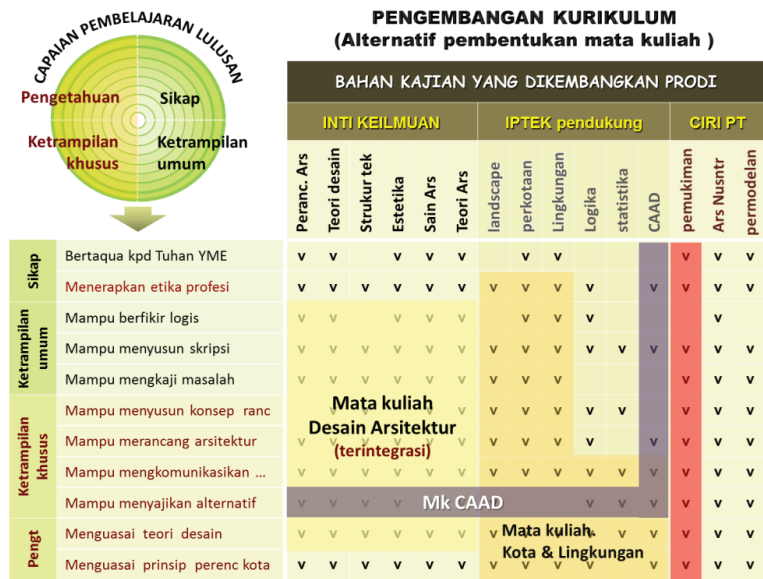 PENGEMBANGAN KURIKULUM
(Alternatif pembentukan mata kuliah )
CAPAIAN PEMBELAJARAN LULUSAN
Pengetahuan
Sikap
Ketrampilan khusus
Ketrampilan umum
BAHAN KAJIAN YANG DIKEMBANGKAN PRODI
INTI KEILMUAN IPTEK pendukung CIRI PT
Peranc. Ars Teori desain Strukur tek Estetika Sain Ars Teori Ars landscape perkotaan Lingkungan Logika statistika CAAD pemukiman Ars Nusntr permodelan
Sikap
Bertaqua kpd Tuhan YME v v v v v v v v v v
Menerapkan etika profesi v v v v v v v v v v v v v v
Ketrampilan umum
Mampu berfikir logis v v v v v v v v v
Mampu menyusun skripsi v v v v v v v v v v v v v v v
Mampu mengkaji masalah v v v v v v v v v v v v
Ketrampilan khusus
Mampu menyusun konsep ranc v v v v v v v v v v v v v
Mampu merancang arsitektur v v v v v v v v v v v
Mampu mengkomunikasikan ... v v v v v v v v v v v v v v v
Mampu menyajikan alternatif v v v v v v v v v v
Pengt
Menguasai teori desain v v v v v v v v v v v v v v v
Menguasai prinsip perenc kota v v v v v v v v v v v v v
Mata kuliah
Desain Arsitektur
(terintegrasi)
Mk CAAD
Mata kuliah
Kota & Lingkungan